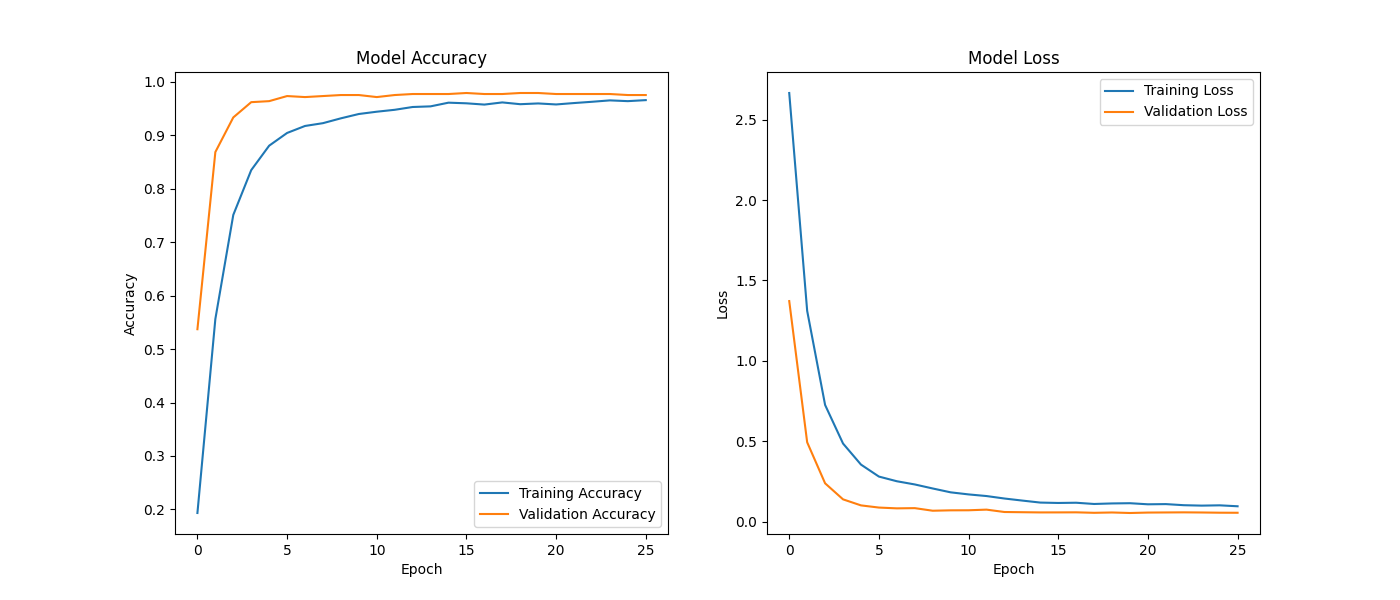 Model Accuracy
1.0
0.9
0.8
0.7
0.6
0.5
0.4
0.3
0.2
Accuracy
Training Accuracy
Validation Accuracy
0 5 10 15 20 25
Epoch
Model Loss
Training Loss
Validation Loss
2.5
2.0
1.5
1.0
0.5
0.0
Loss
0 5 10 15 20 25
Epoch